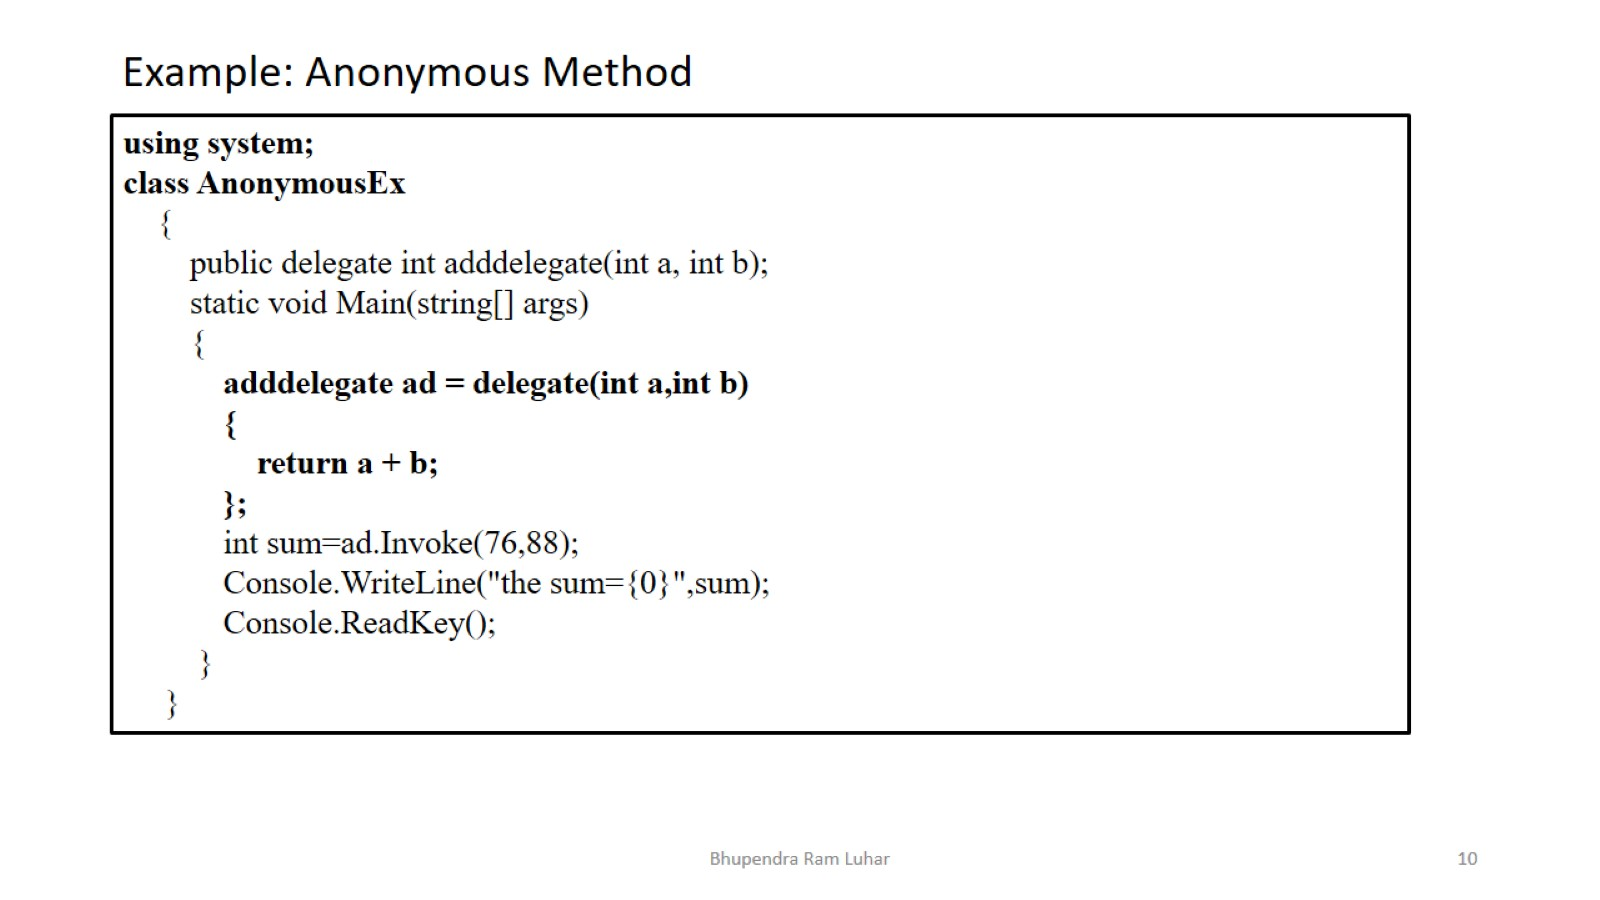 Example: Anonymous Method
using system;
class AnonymousEx
{
public delegate int adddelegate(int a, int b);
static void Main(string[] args)
{
adddelegate ad = delegate(int a,int b)
{
return a + b;
};
int sum=ad.Invoke(76,88);
Console.WriteLine("the sum={0}",sum);
Console.ReadKey();
}
}
Bhupendra Ram Luhar
10